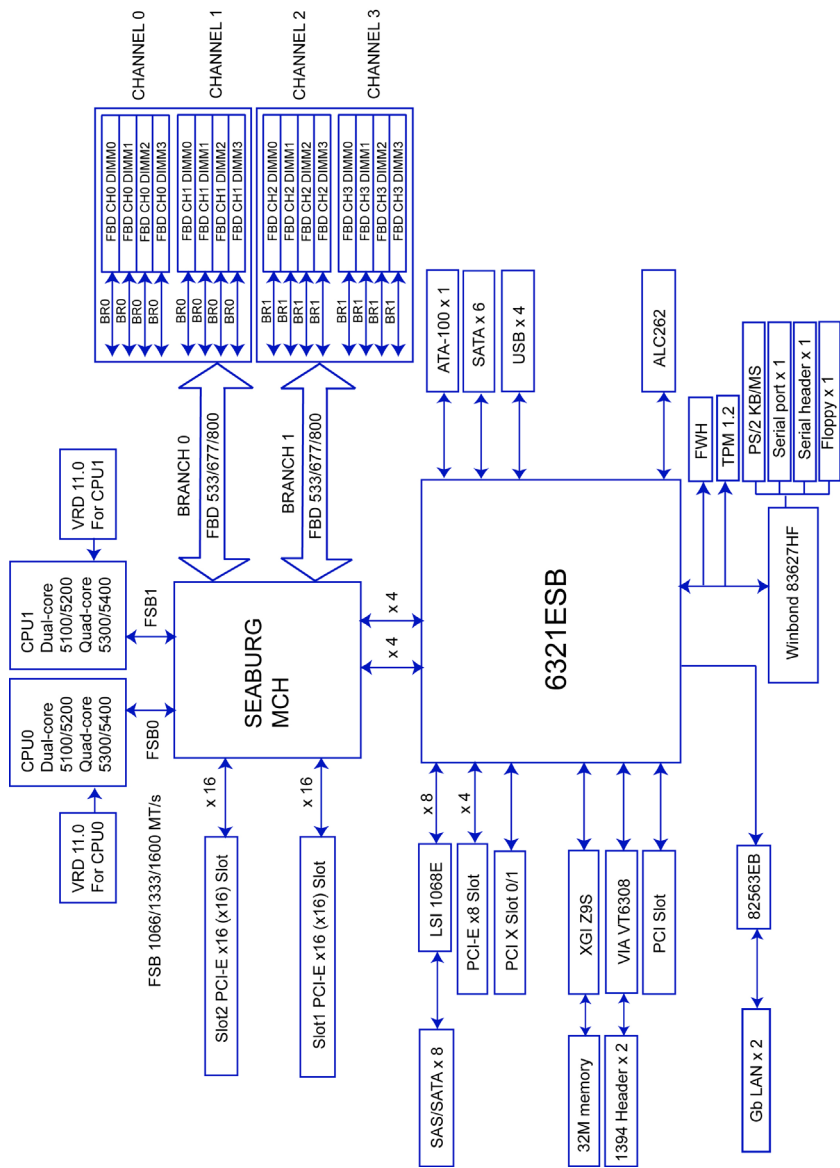 VRD 11.0
For CPU0
CPU0
Dual-core
5100/5200
Quad-core
5300/5400
CPU1
Dual-core
5100/5200
Quad-core
5300/5400
VRD 11.0
For CPU1
FSB 1066/1333/1600 MT/s
FSB0
FSB1
Slot2 PCI-E x16 (x16) Slot
x 16
Slot1 PCI-E x16 (x16) Slot
x 16
SEABURG
MCH
BRANCH 0
FBD 533/677/800
BRANCH 1
FBD 533/677/800
CHANNEL 0
BR0
FBD CH0 DIMM0
BR0
FBD CH0 DIMM1
BR0
FBD CH0 DIMM2
BR0
FBD CH0 DIMM3
CHANNEL 1
BR0
FBD CH1 DIMM0
BR0
FBD CH1 DIMM1
BR0
FBD CH1 DIMM2
BR0
FBD CH1 DIMM3
CHANNEL 2
BR1
FBD CH2 DIMM0
BR1
FBD CH2 DIMM1
BR1
FBD CH2 DIMM2
BR1
FBD CH2 DIMM3
CHANNEL 3
BR1
FBD CH3 DIMM0
BR1
FBD CH3 DIMM1
BR1
FBD CH3 DIMM2
BR1
FBD CH3 DIMM3
x 4
x 4
6321ESB
SAS/SATA x 8
LSI 1068E
x 8
PCI-E x8 Slot
x 4
PCI X Slot 0/1
32M memory
XGI Z9S
1394 Header x 2
VIA VT6308
PCI Slot
Gb LAN x 2
82563EB
ATA-100 x 1
SATA x 6
USB x 4
ALC262
FWH
TPM 1.2
Winbond 83627HF
PS/2 KB/MS
Serial port x 1
Serial header x 1
Floppy x 1